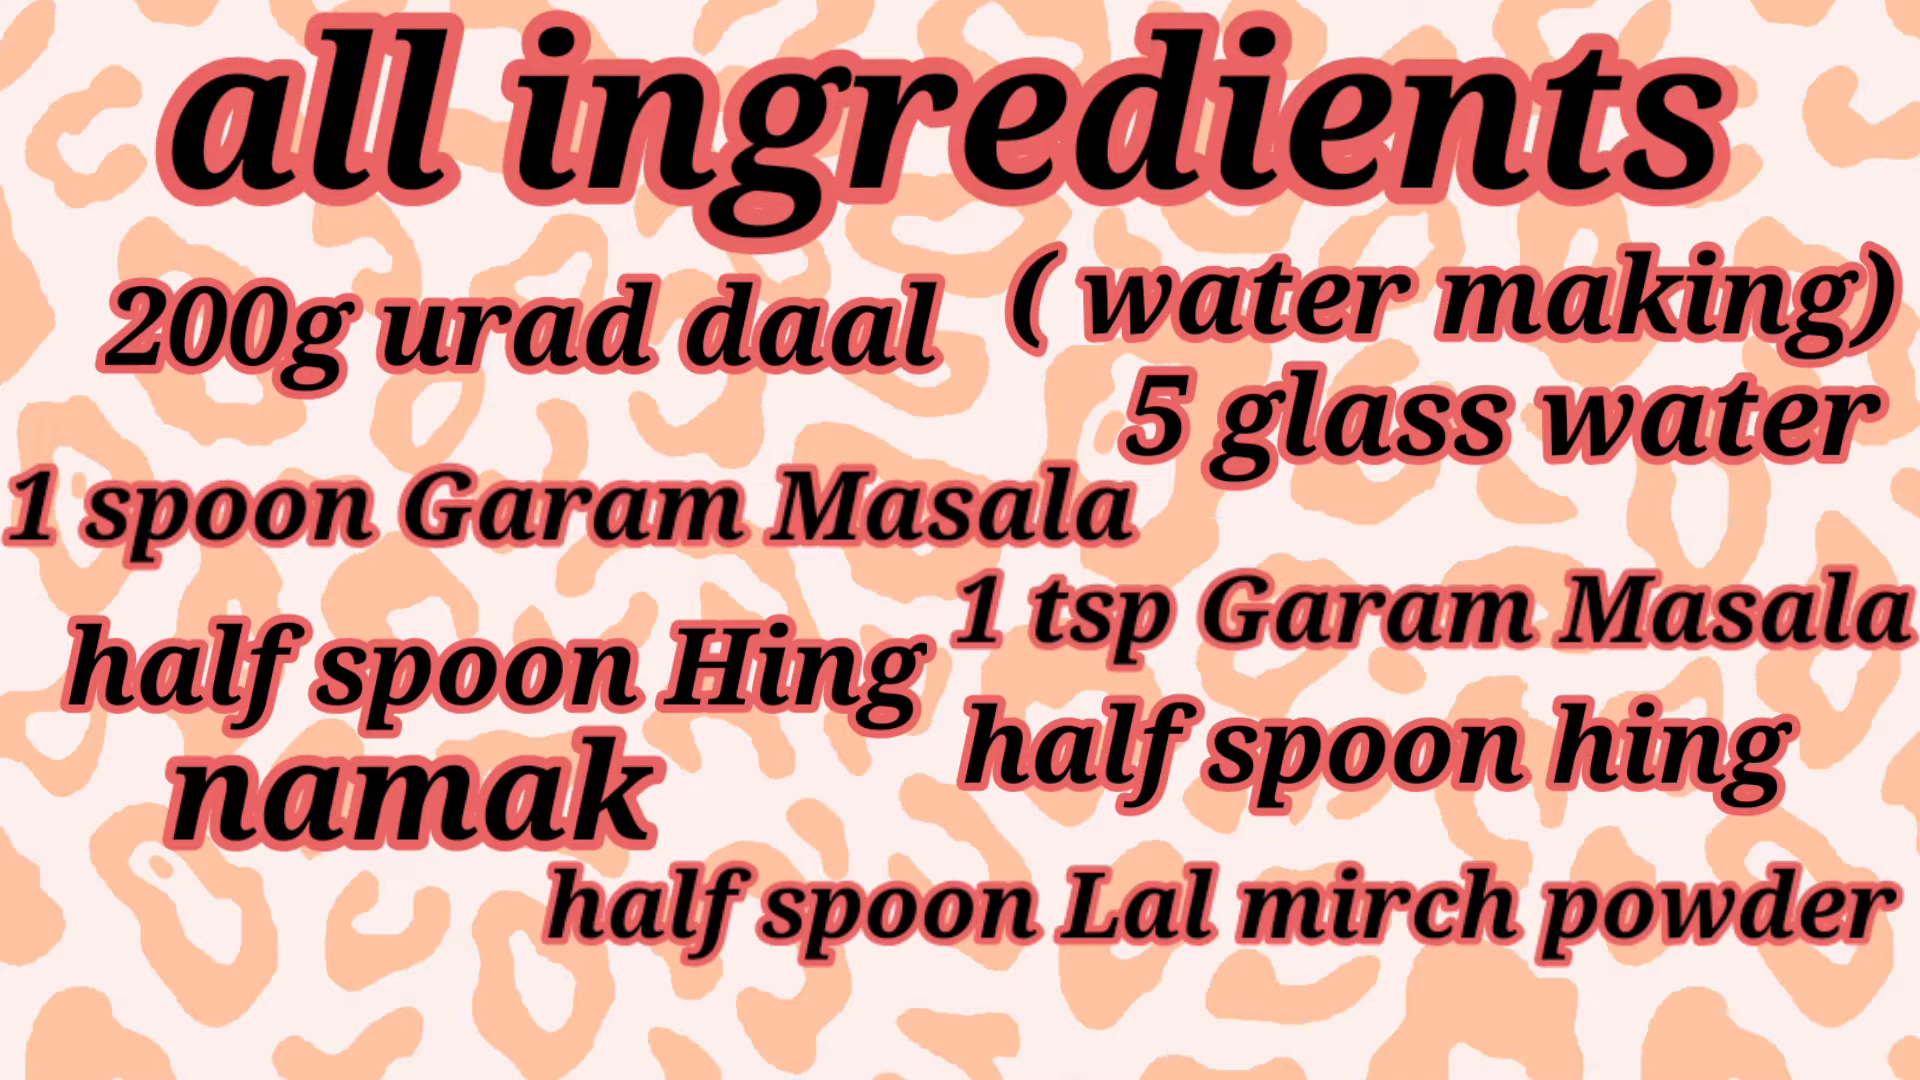 all ingredients
200g urad daal
1 spoon Garam Masala
half spoon Hing
namak
( water making)
5 glass water
1 tsp Garam Masala
half spoon hing
half spoon Lal mirch powder